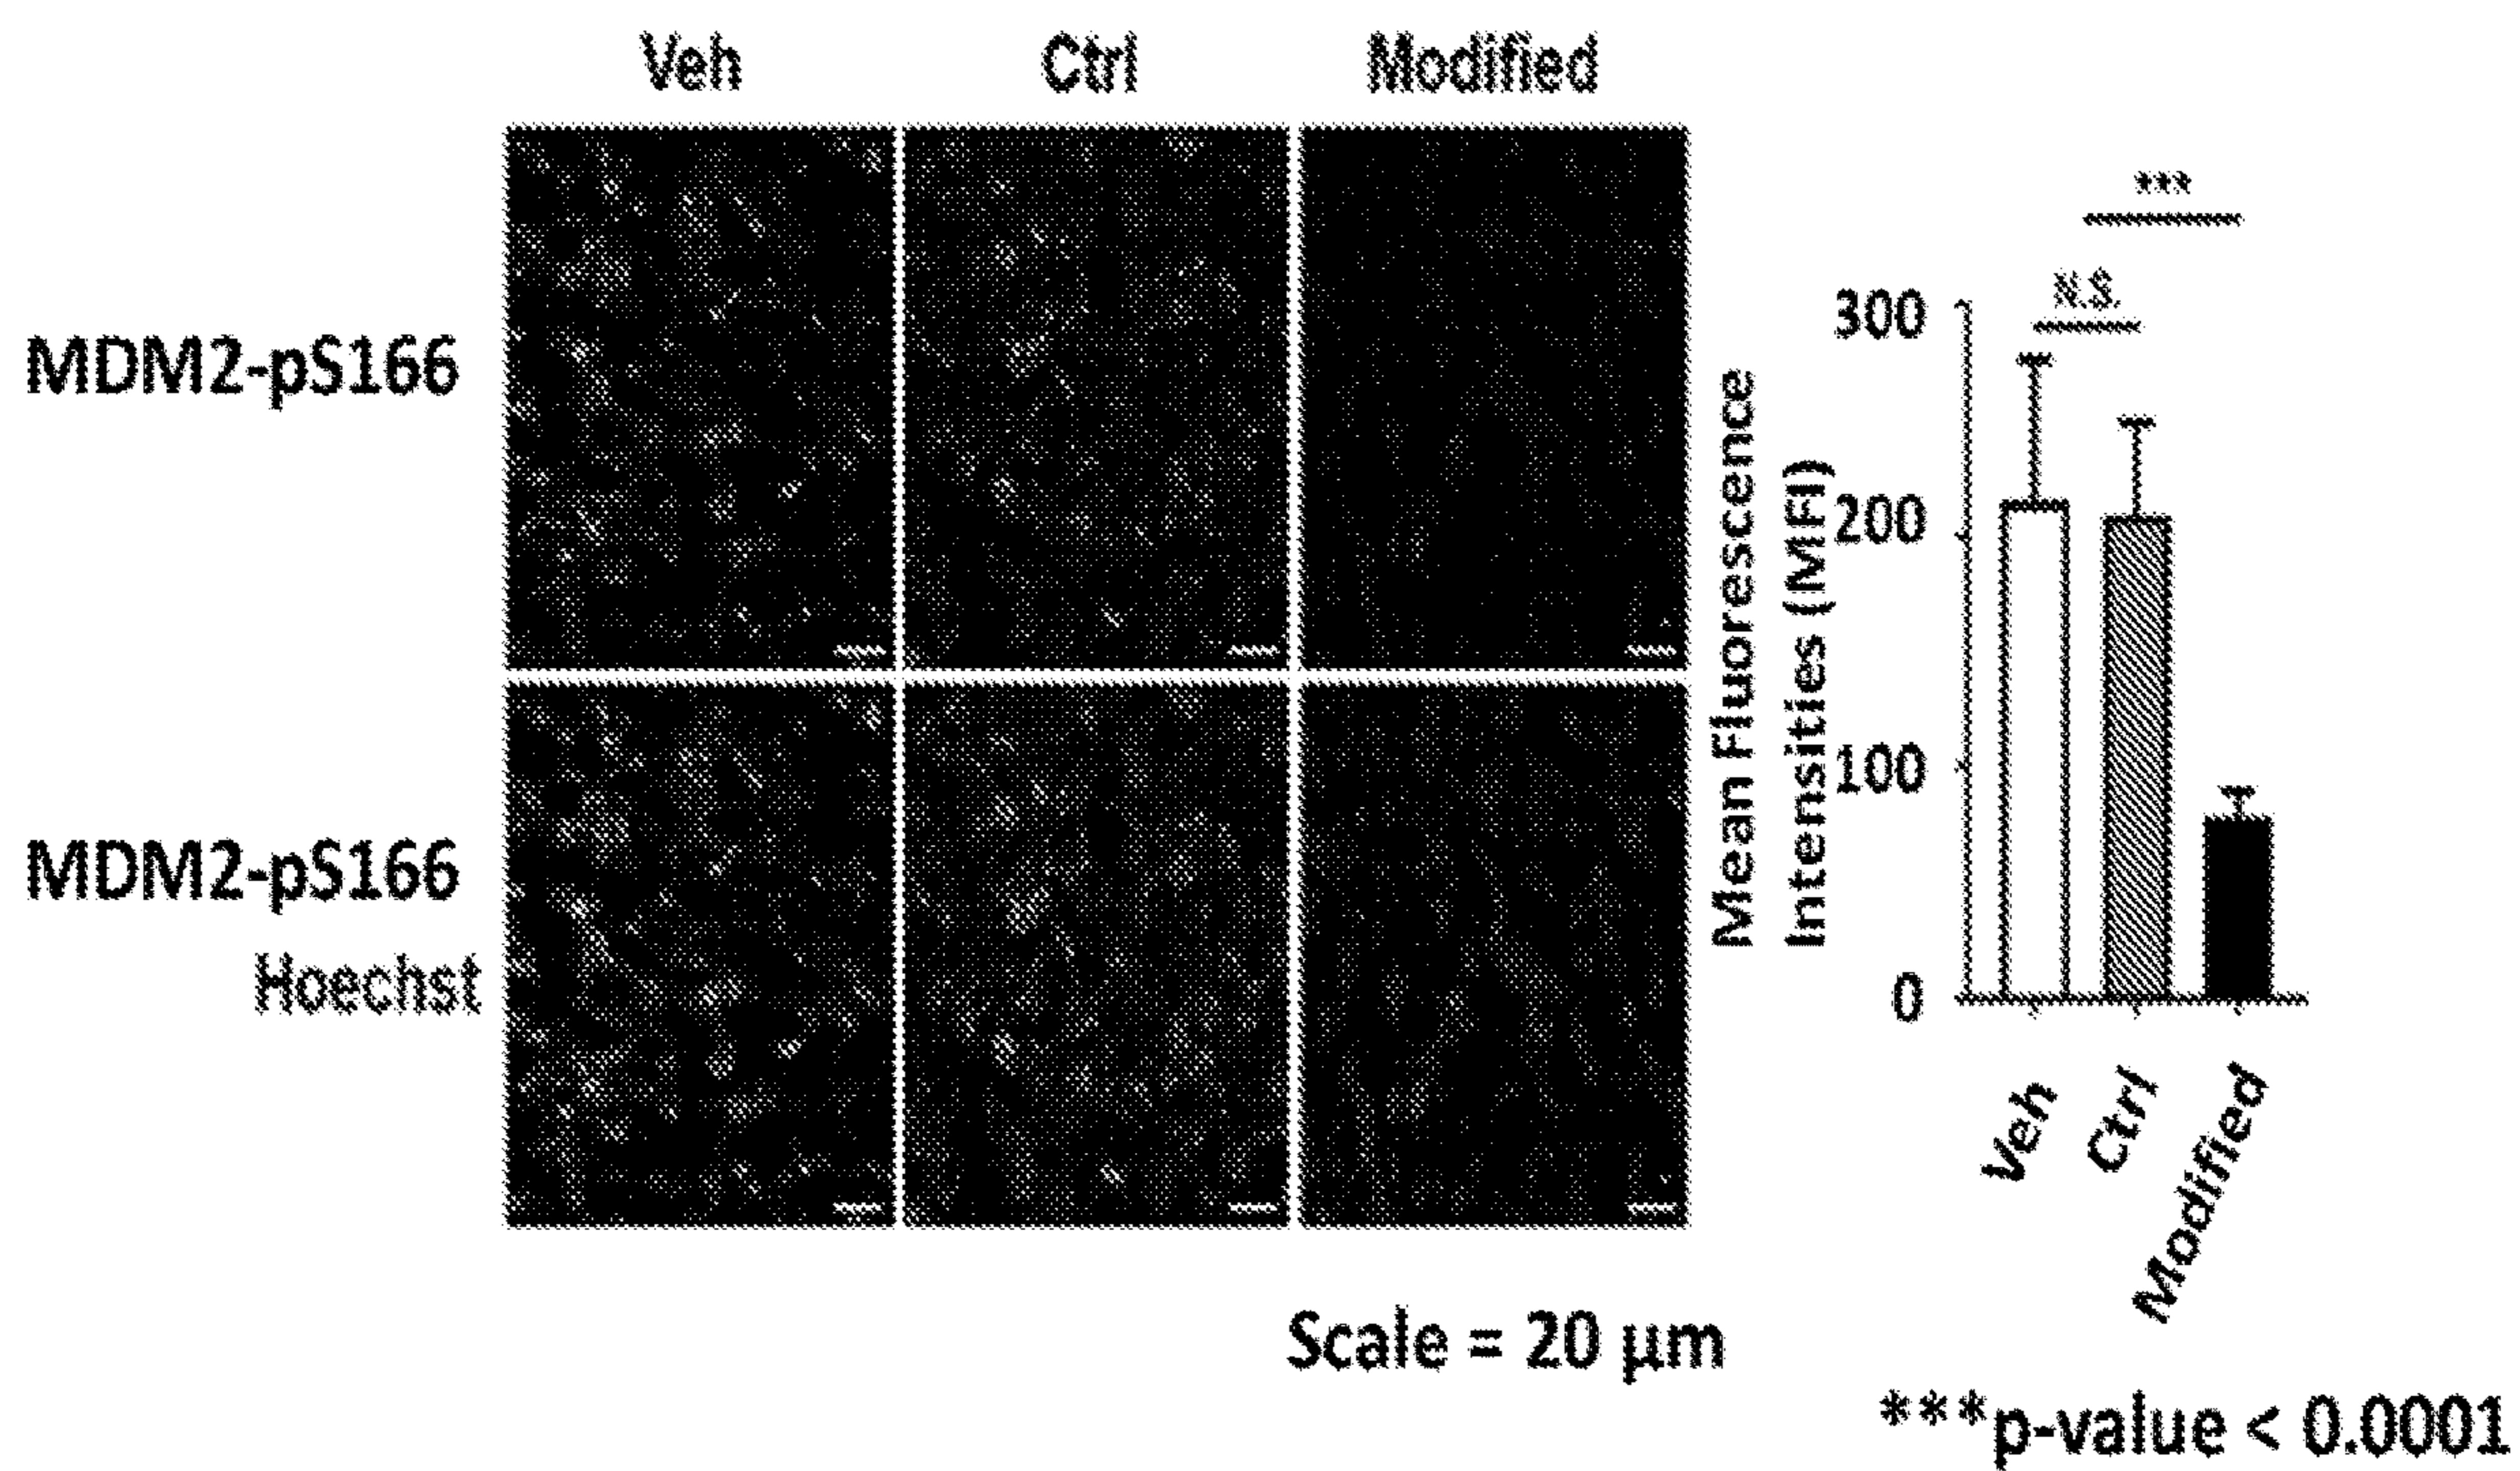 Veh Ctrl Modified
MDM2-pS166
MDM2-pS166
Hoechst
Scale = 20 µm
Mean Fluorescence
Intensities (MFI)
***
N.S.
300
200
100
0
Veh
Ctrl
Modified
***p-value < 0.0001